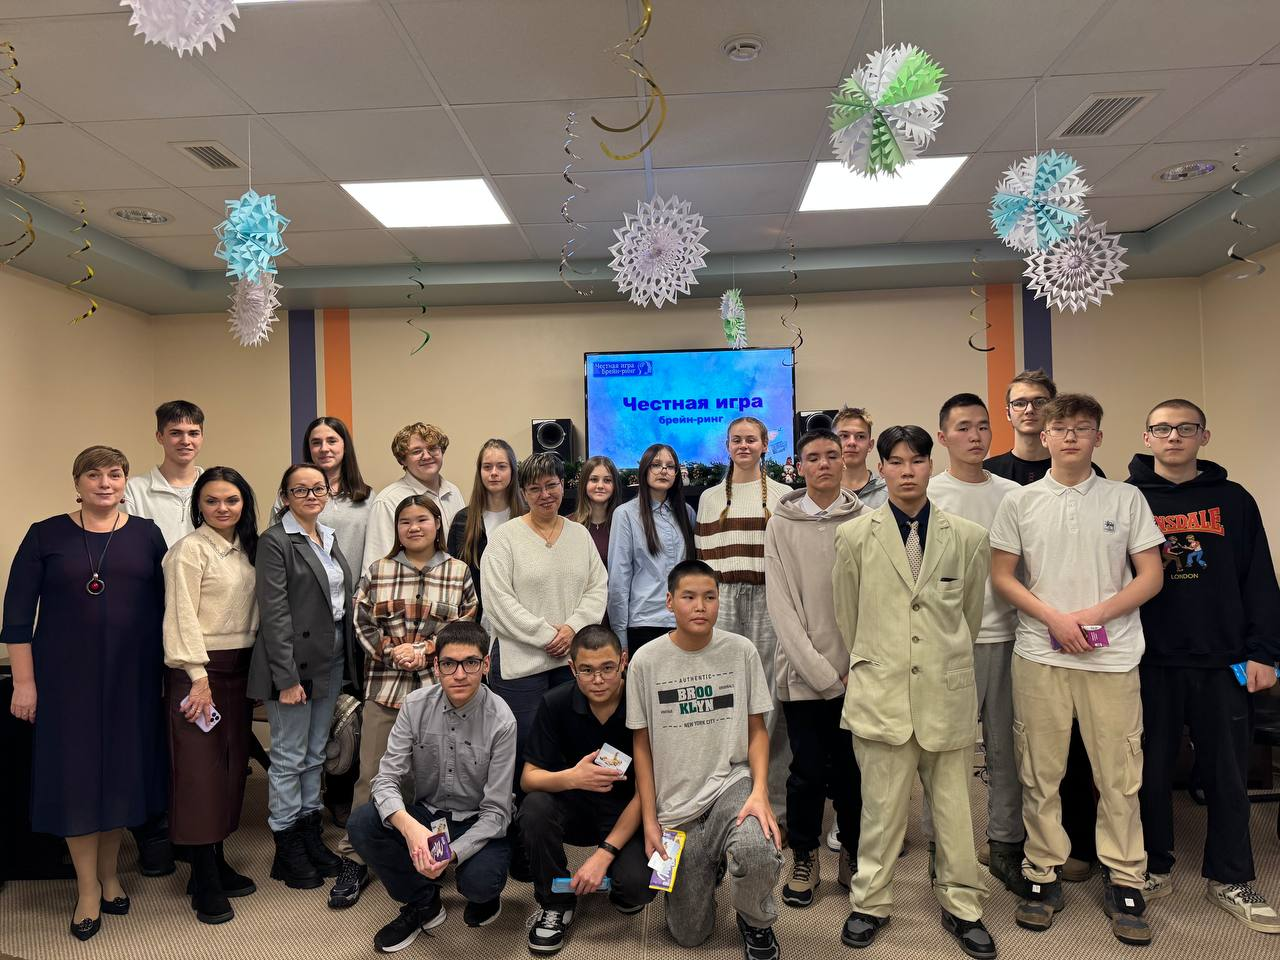 Честная игра
Брейн-ринг
Честная игра
брейн-ринг
AUTHENTIC
BROO
KLYN
NEW YORK CITY
NSDALE
LONDON